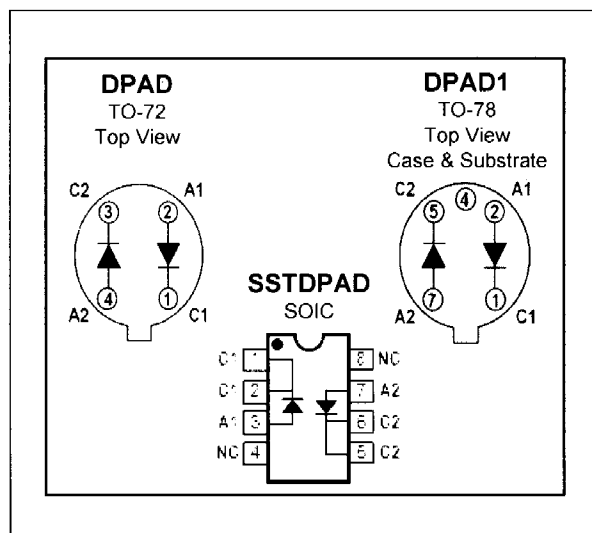 DPAD
TO-72
Top View
C2 A1
3 2
4 1
A2 C1
DPAD1
TO-78
Top View
Case & Substrate
C2 4 A1
5 2
7 1
A2 C1
SSTDPAD
SOIC
C1 1 8 NC
C1 2 7 A2
A1 3 6 C2
NC 4 5 C2